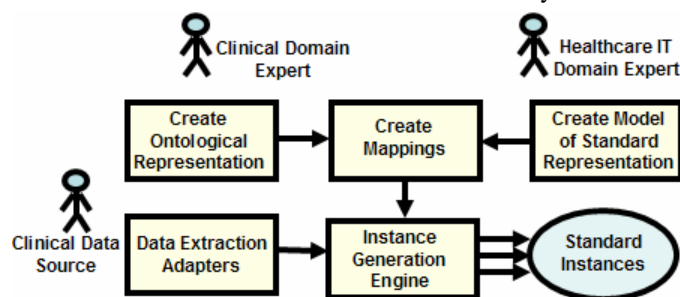 Clinical Domain
Expert
Healthcare IT
Domain Expert
Create
Ontological
Representation
Create
Mappings
Create Model
of Standard
Representation
Clinical Data
Source
Data Extraction
Adapters
Instance
Generation
Engine
Standard
Instances